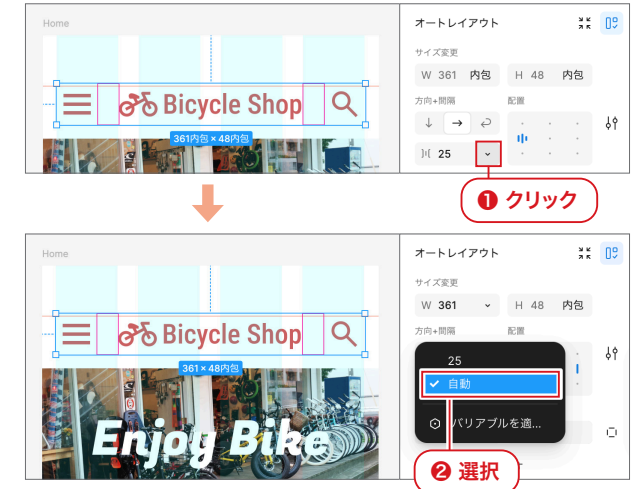 Home
Bicycle Shop
361内包 × 48内包
オートレイアウト
サイズ変更
W 361 内包 H 48 内包
方向+間隔 配置
25
❶ クリック
Home
Bicycle Shop
361 × 48内包
Enjoy Bike
オートレイアウト
サイズ変更
W 361 H 48 内包
方向+間隔 配置
25
自動
バリアブルを適...
❷ 選択